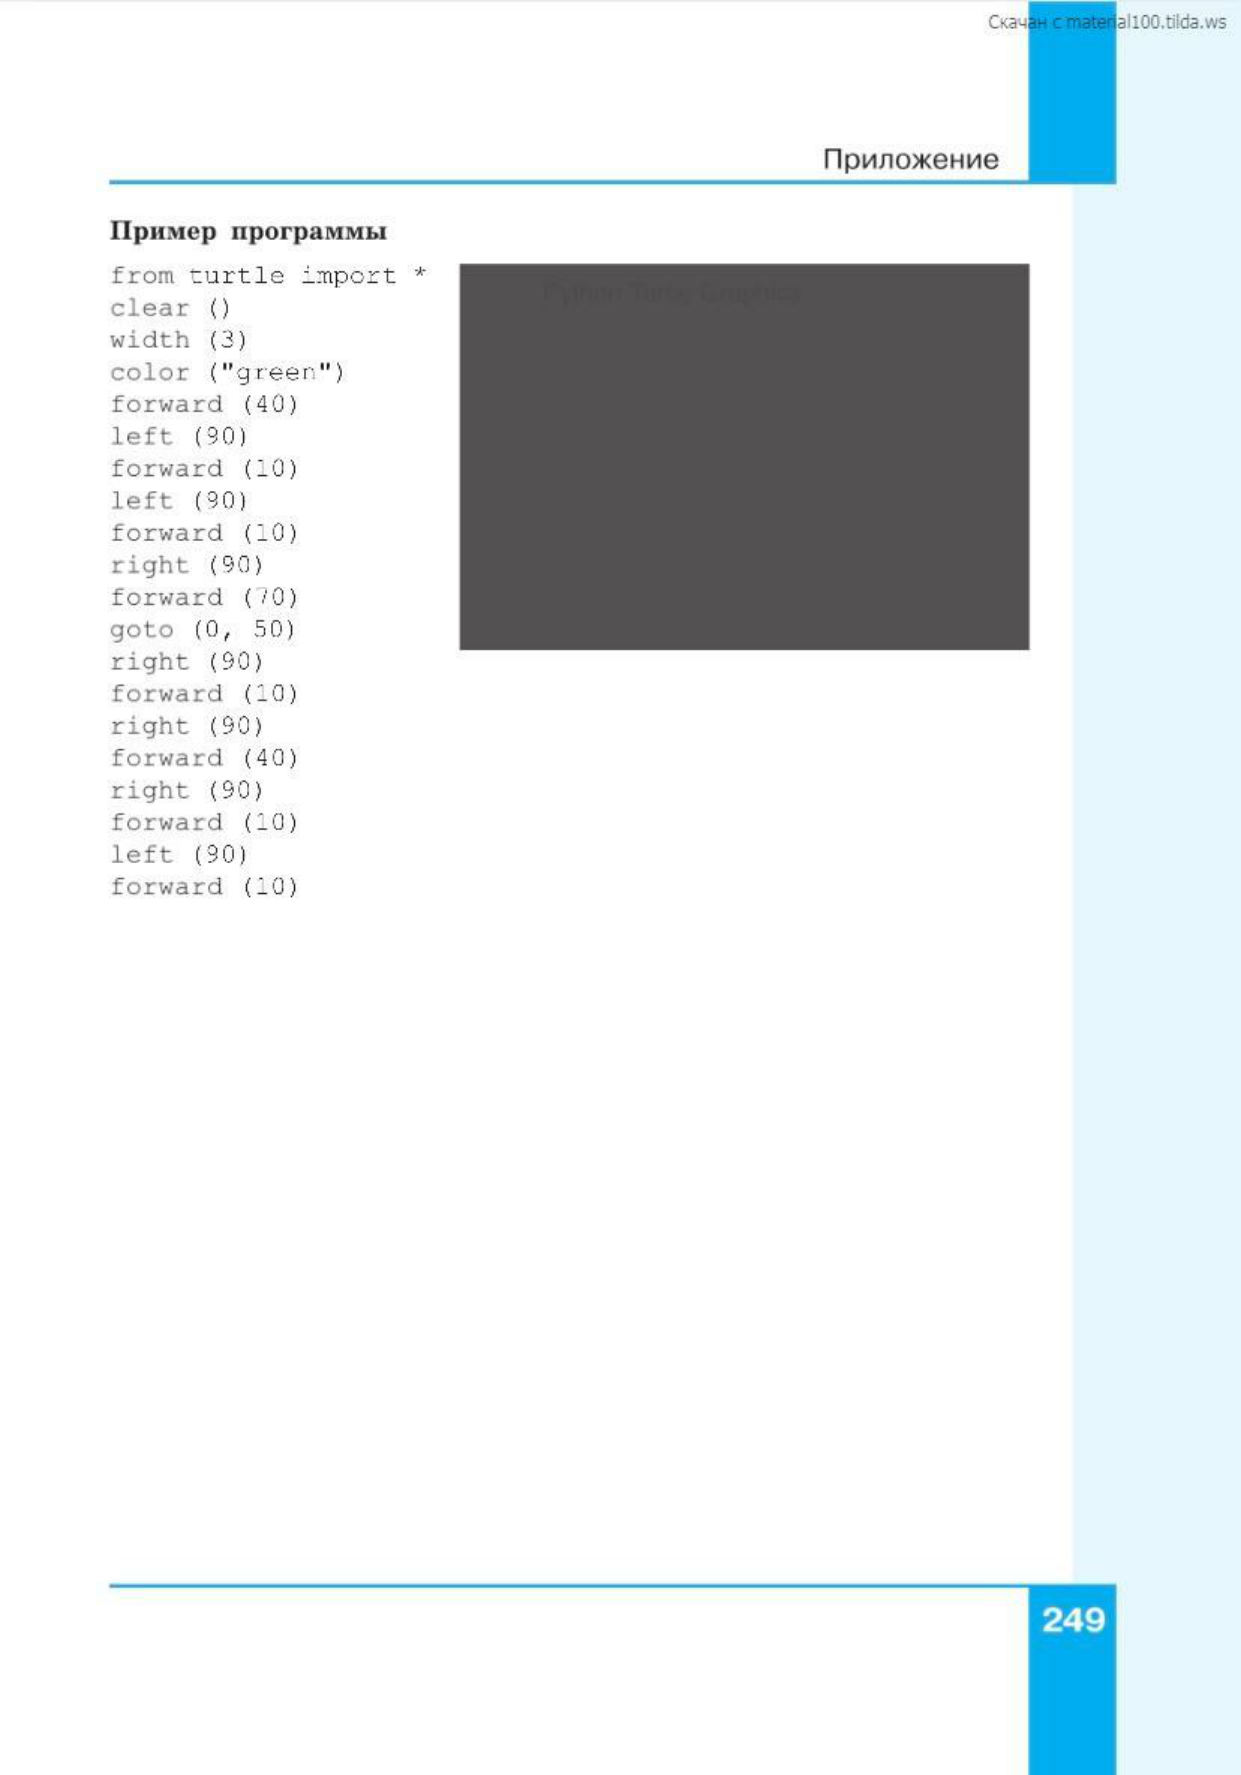 Скачан с material100.tilda.ws
Приложение
Пример программы
from turtle import *
clear ()
width (3)
color ("green")
forward (40)
left (90)
forward (10)
left (90)
forward (10)
right (90)
forward (70)
goto (0, 50)
right (90)
forward (10)
right (90)
forward (40)
right (90)
forward (10)
left (90)
forward (10)
249